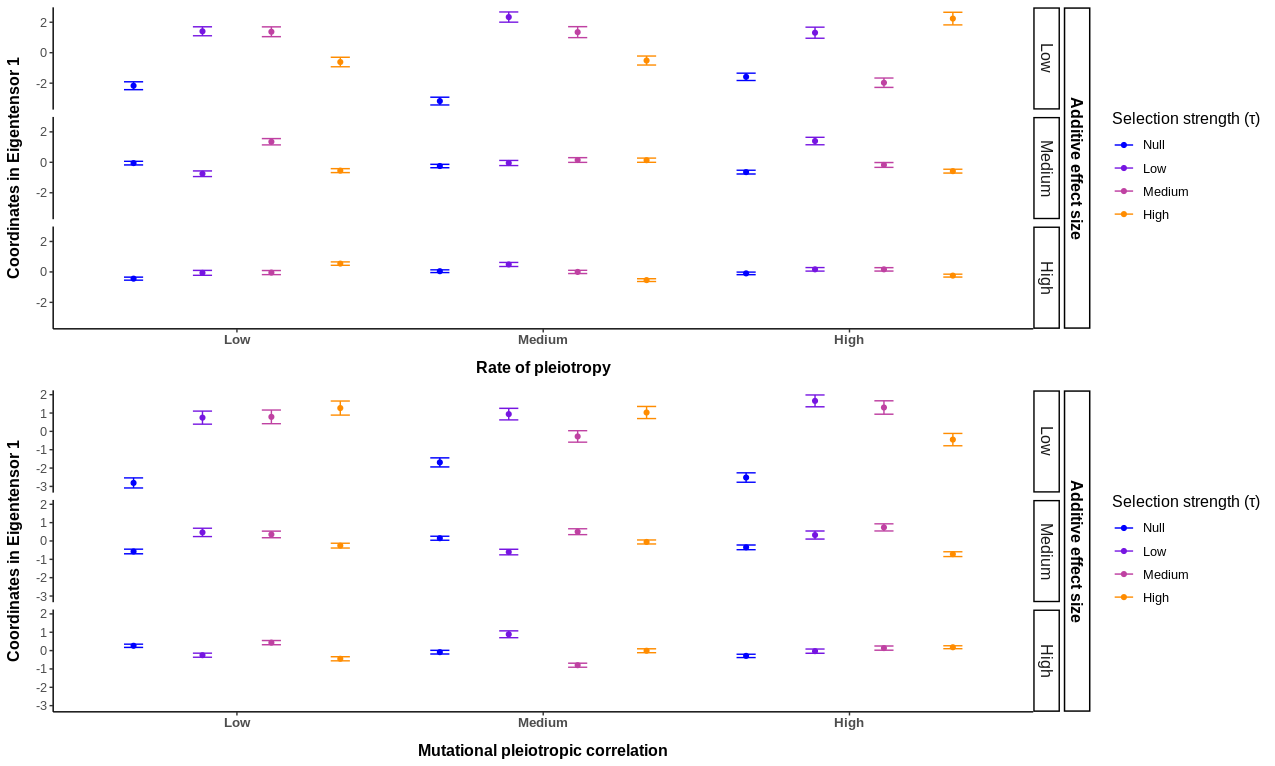 Coordinates in Eigentensor 1
2
0
-2
2
0
-2
2
0
-2
Low
Medium
High
Additive effect size
Low
Medium
High
Rate of pleiotropy
Selection strength (τ)
Null
Low
Medium
High
Coordinates in Eigentensor 1
2
1
0
-1
-2
-3
2
1
0
-1
-2
-3
2
1
0
-1
-2
-3
Low
Medium
High
Additive effect size
Low
Medium
High
Mutational pleiotropic correlation
Selection strength (τ)
Null
Low
Medium
High